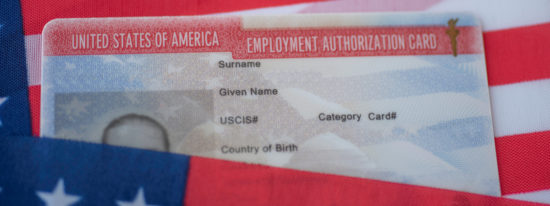 UNITED STATES OF AMERICA EMPLOYMENT AUTHORIZATION CARD
Surname
Given Name
USCIS# Category Card#
Country of Birth